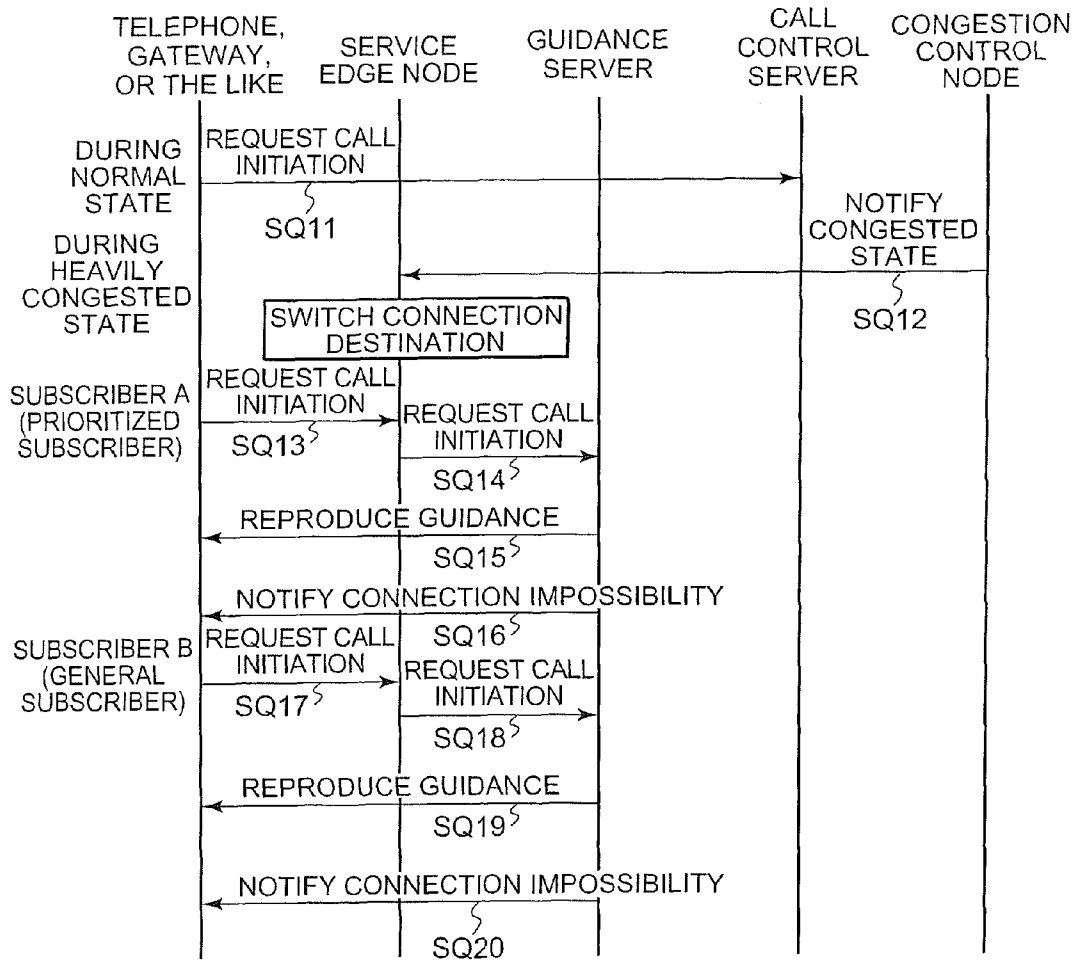 TELEPHONE,
GATEWAY,
OR THE LIKE
SERVICE
EDGE NODE
GUIDANCE
SERVER
CALL
CONTROL
SERVER
CONGESTION
CONTROL
NODE
DURING
NORMAL
STATE
REQUEST CALL
INITIATION
SQ11
DURING
HEAVILY
CONGESTED
STATE
NOTIFY
CONGESTED
STATE
SQ12
SWITCH CONNECTION
DESTINATION
SUBSCRIBER A
(PRIORITIZED
SUBSCRIBER)
REQUEST CALL
INITIATION
SQ13
REQUEST CALL
INITIATION
SQ14
REPRODUCE GUIDANCE
SQ15
NOTIFY CONNECTION IMPOSSIBILITY
SQ16
SUBSCRIBER B
(GENERAL
SUBSCRIBER)
REQUEST CALL
INITIATION
SQ17
REQUEST CALL
INITIATION
SQ18
REPRODUCE GUIDANCE
SQ19
NOTIFY CONNECTION IMPOSSIBILITY
SQ20